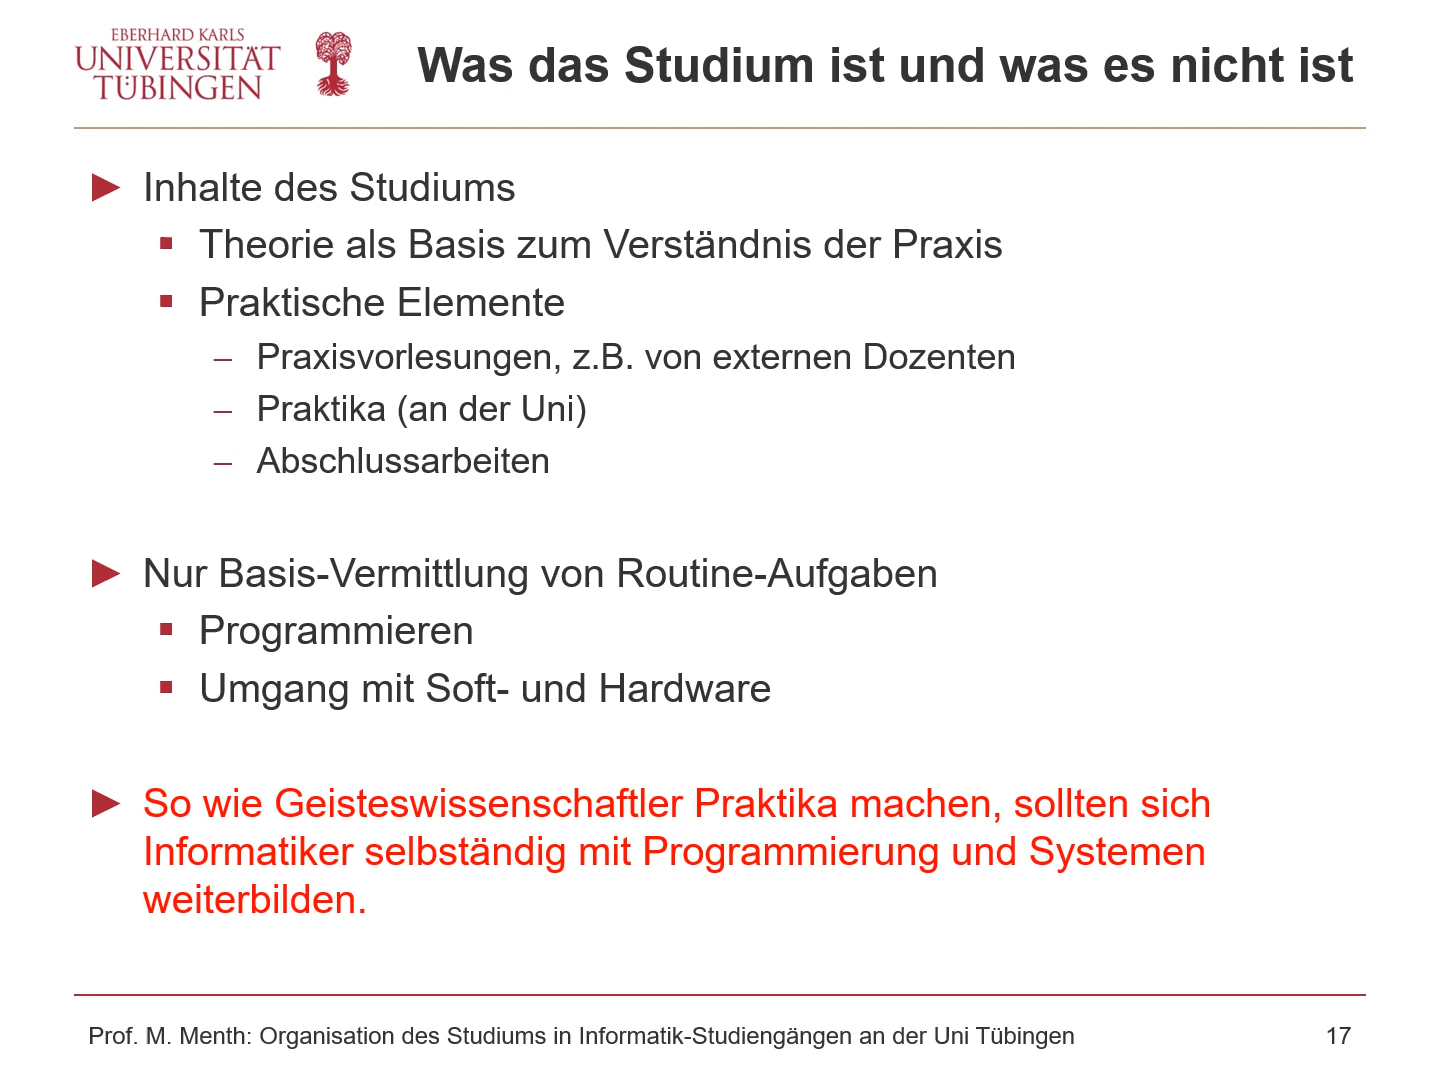 EBERHARD KARLS
UNIVERSITÄT
TÜBINGEN
Was das Studium ist und was es nicht ist
► Inhalte des Studiums
▪ Theorie als Basis zum Verständnis der Praxis
▪ Praktische Elemente
– Praxisvorlesungen, z.B. von externen Dozenten
– Praktika (an der Uni)
– Abschlussarbeiten
► Nur Basis-Vermittlung von Routine-Aufgaben
▪ Programmieren
▪ Umgang mit Soft- und Hardware
► So wie Geisteswissenschaftler Praktika machen, sollten sich
Informatiker selbständig mit Programmierung und Systemen
weiterbilden.
Prof. M. Menth: Organisation des Studiums in Informatik-Studiengängen an der Uni Tübingen 17